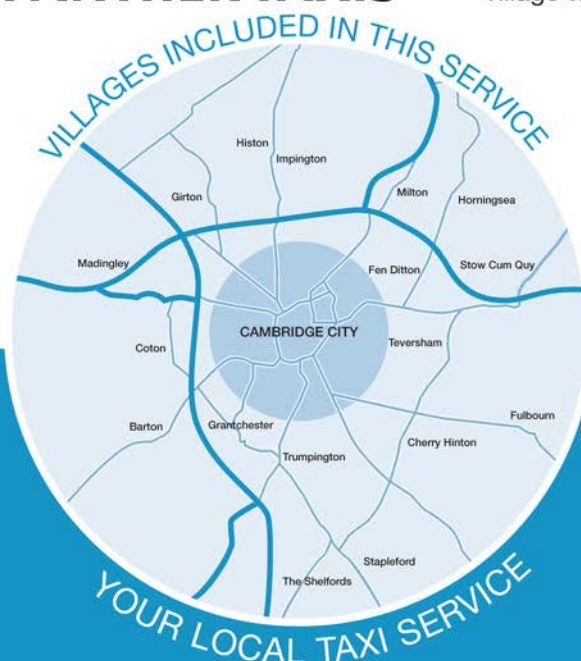 VILLAGES INCLUDED IN THIS SERVICE
Histon
Impington
Girton
Milton
Horningsea
Madingley
Fen Ditton
Stow Cum Quy
CAMBRIDGE CITY
Coton
Teversham
Barton
Grantchester
Fulbourn
Cherry Hinton
Trumpington
Stapleford
The Shelfords
YOUR LOCAL TAXI SERVICE